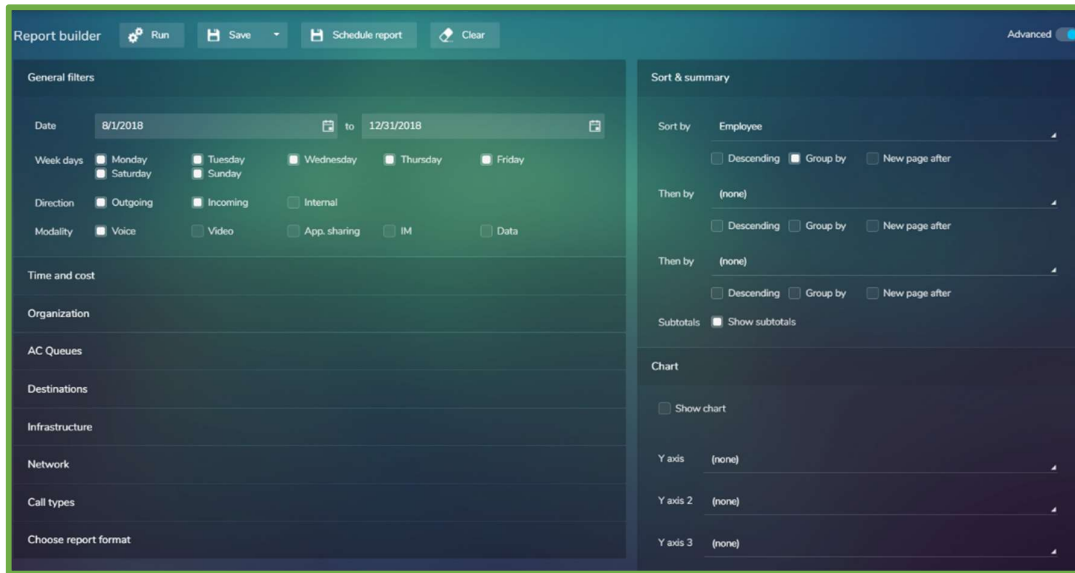 Report builder Run Save Schedule report Clear Advanced
General filters
Date 8/1/2018 to 12/31/2018
Week days Monday Tuesday Wednesday Thursday Friday
Saturday Sunday
Direction Outgoing Incoming Internal
Modality Voice Video App. sharing IM Data
Time and cost
Organization
AC Queues
Destinations
Infrastructure
Network
Call types
Choose report format
Sort & summary
Sort by Employee
Descending Group by New page after
Then by (none)
Descending Group by New page after
Then by (none)
Descending Group by New page after
Subtotals Show subtotals
Chart
Show chart
Y axis (none)
Y axis 2 (none)
Y axis 3 (none)